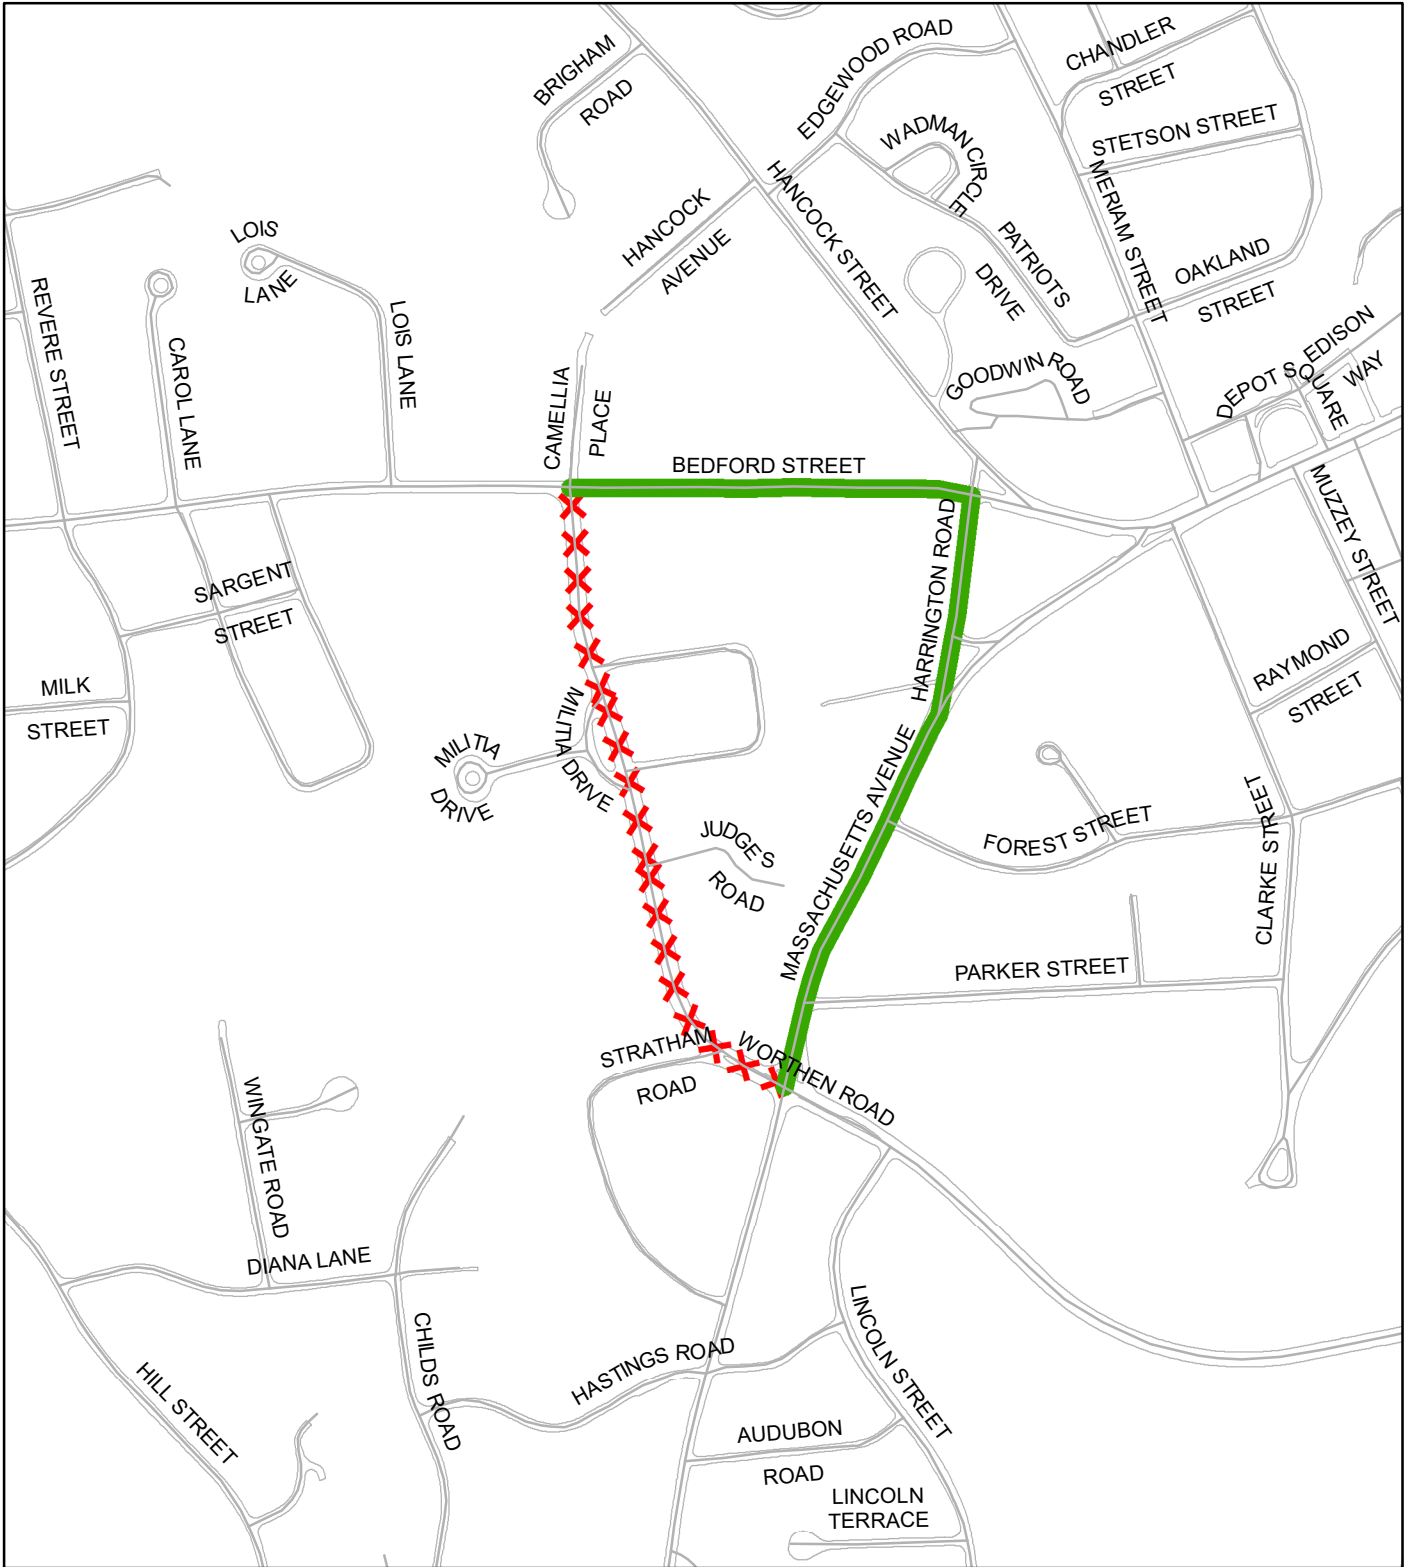 BRIGHAM
ROAD
EDGEWOOD ROAD
CHANDLER
STREET
STETSON STREET
WADMAN CIRCLE
HANCOCK
AVENUE
HANCOCK STREET
PATRIOTS
DRIVE
MERIAM STREET
OAKLAND
STREET
LOIS
LANE
LOIS LANE
REVERE STREET
CAROL LANE
CAMELLIA
PLACE
GOODWIN ROAD
DEPOT SQUARE
EDISON
WAY
BEDFORD STREET
MUZZEY STREET
HARRINGTON ROAD
SARGENT
STREET
RAYMOND
STREET
MILK
STREET
MILITIA
DRIVE
MILITIA DRIVE
MASSACHUSETTS AVENUE
JUDGES
ROAD
FOREST STREET
CLARKE STREET
PARKER STREET
STRATHAM
ROAD
WORTHEN ROAD
WINGATE ROAD
DIANA LANE
CHILDS ROAD
HILL STREET
HASTINGS ROAD
LINCOLN STREET
AUDUBON
ROAD
LINCOLN
TERRACE